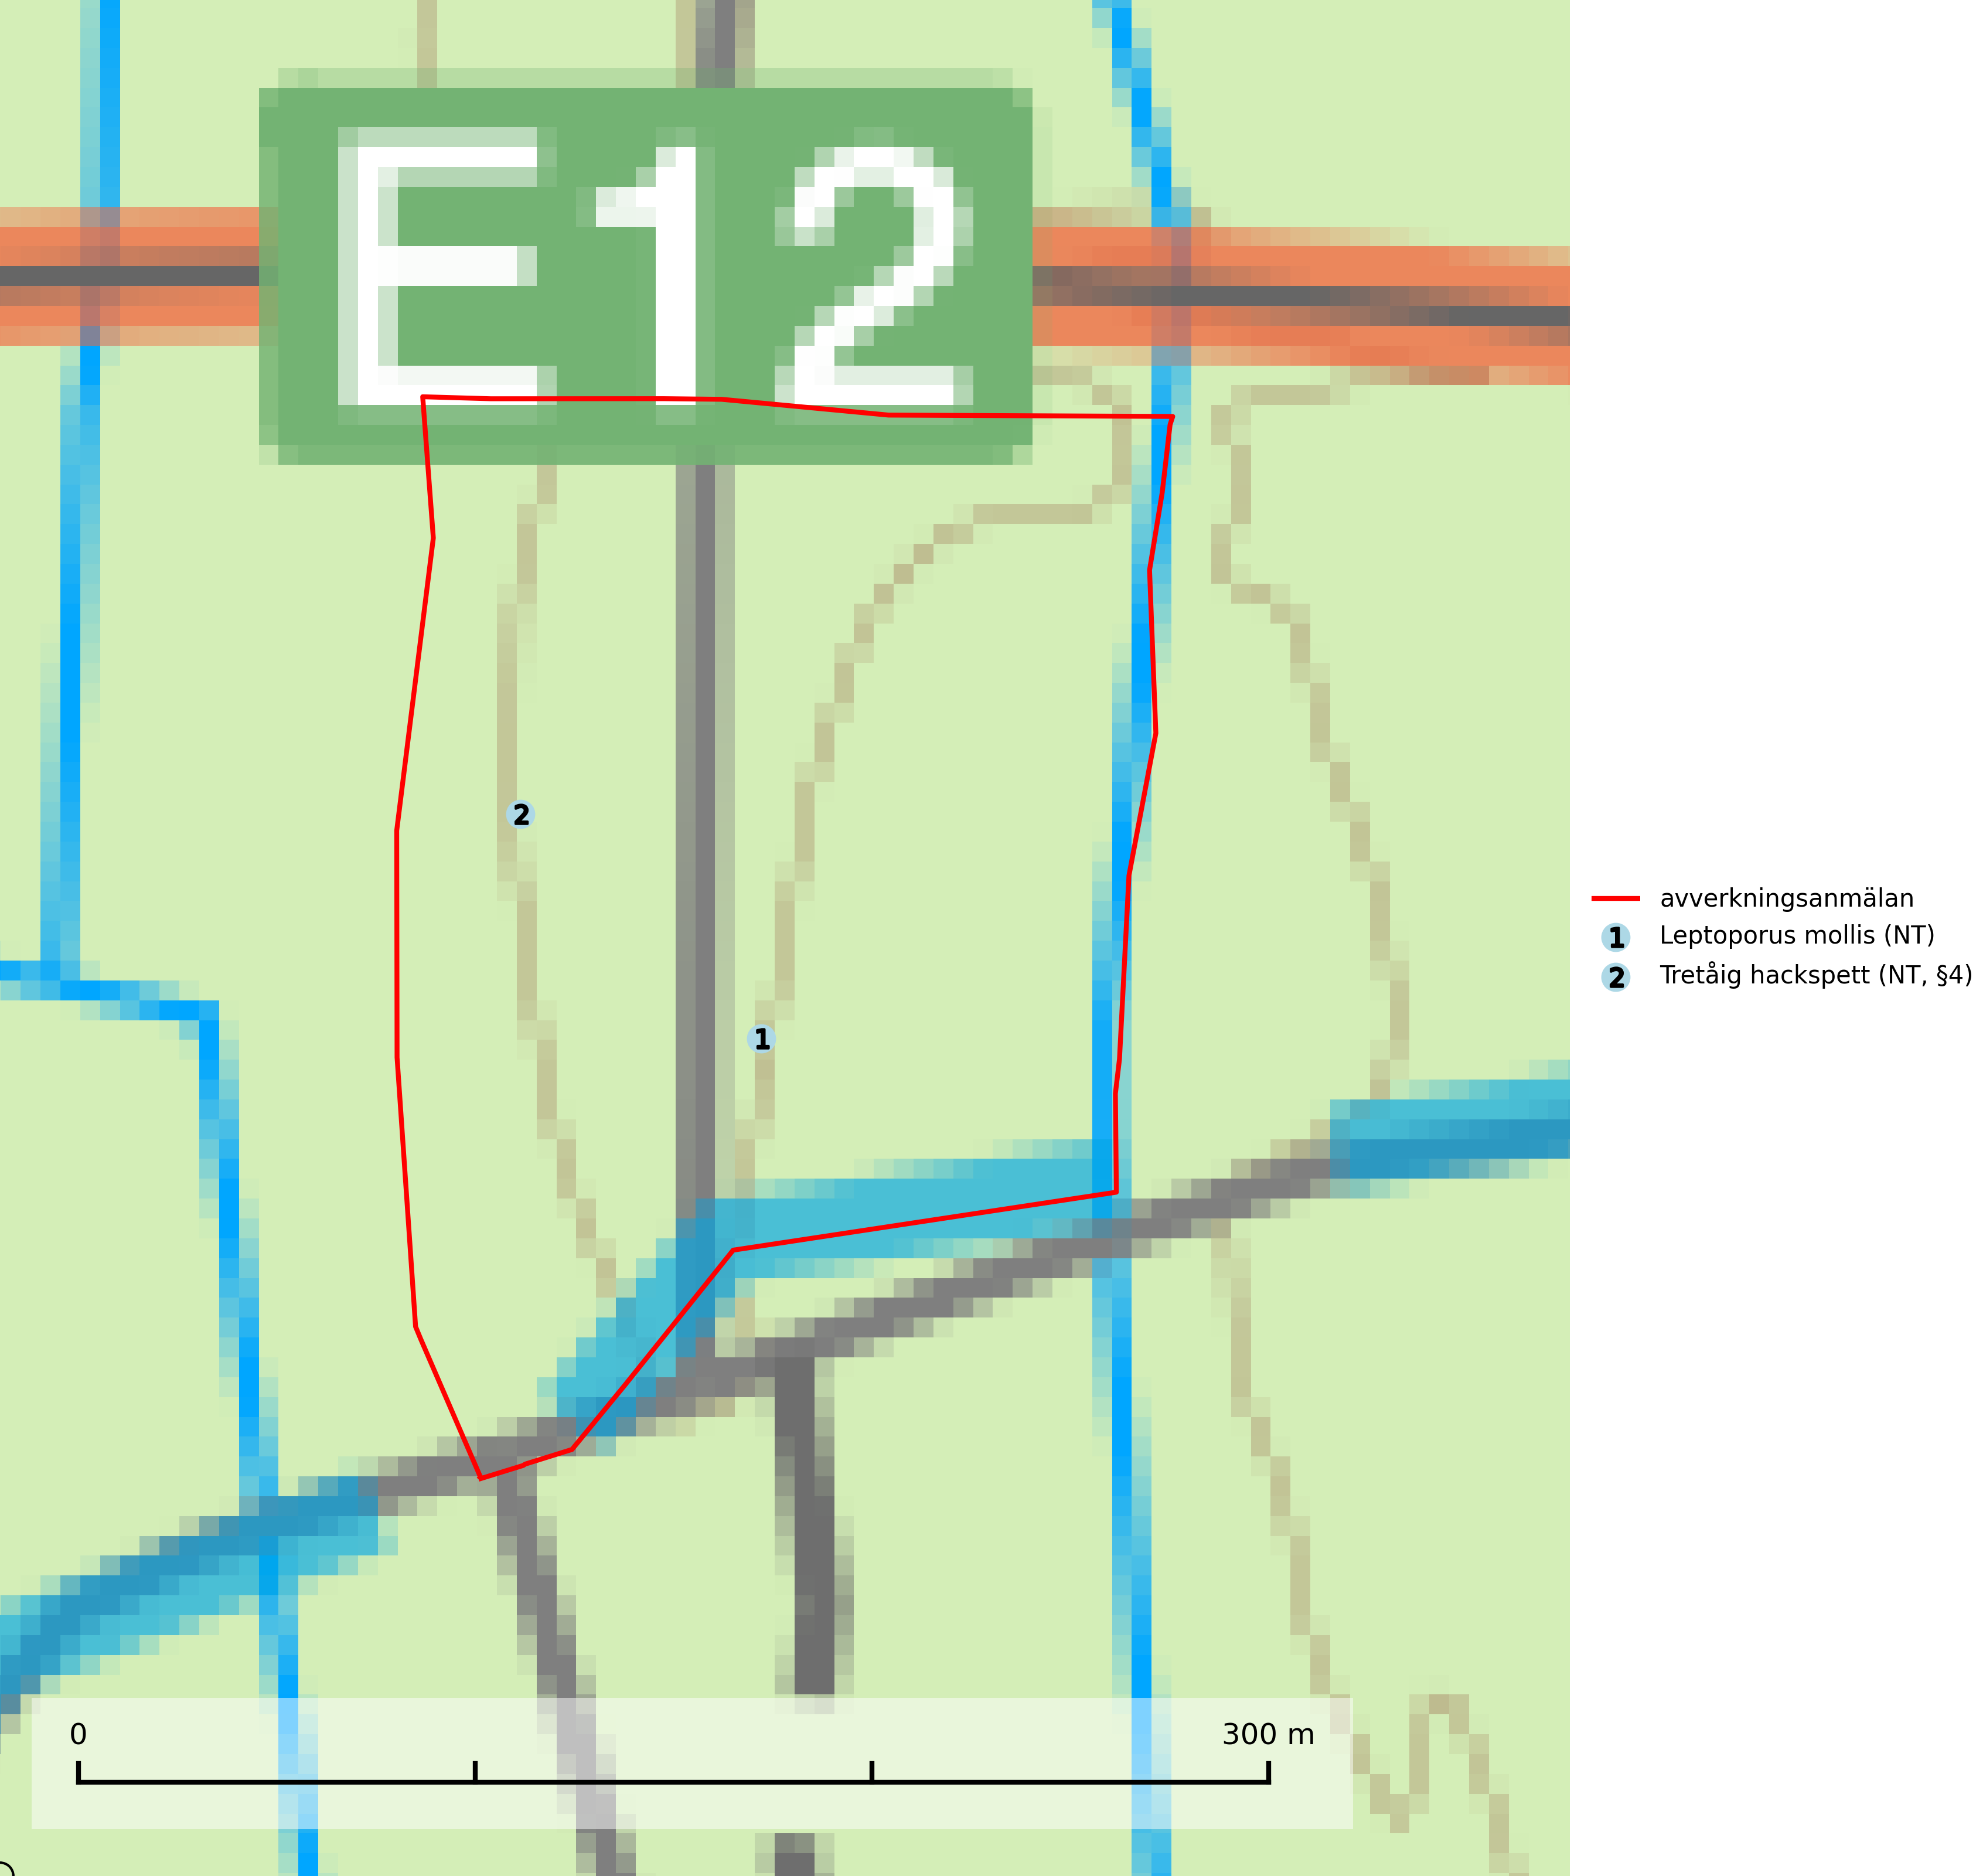 E12
2
1
avverkningsanmälan
1 Leptoporus mollis (NT)
2 Tretåig hackspett (NT, §4)
0 300 m